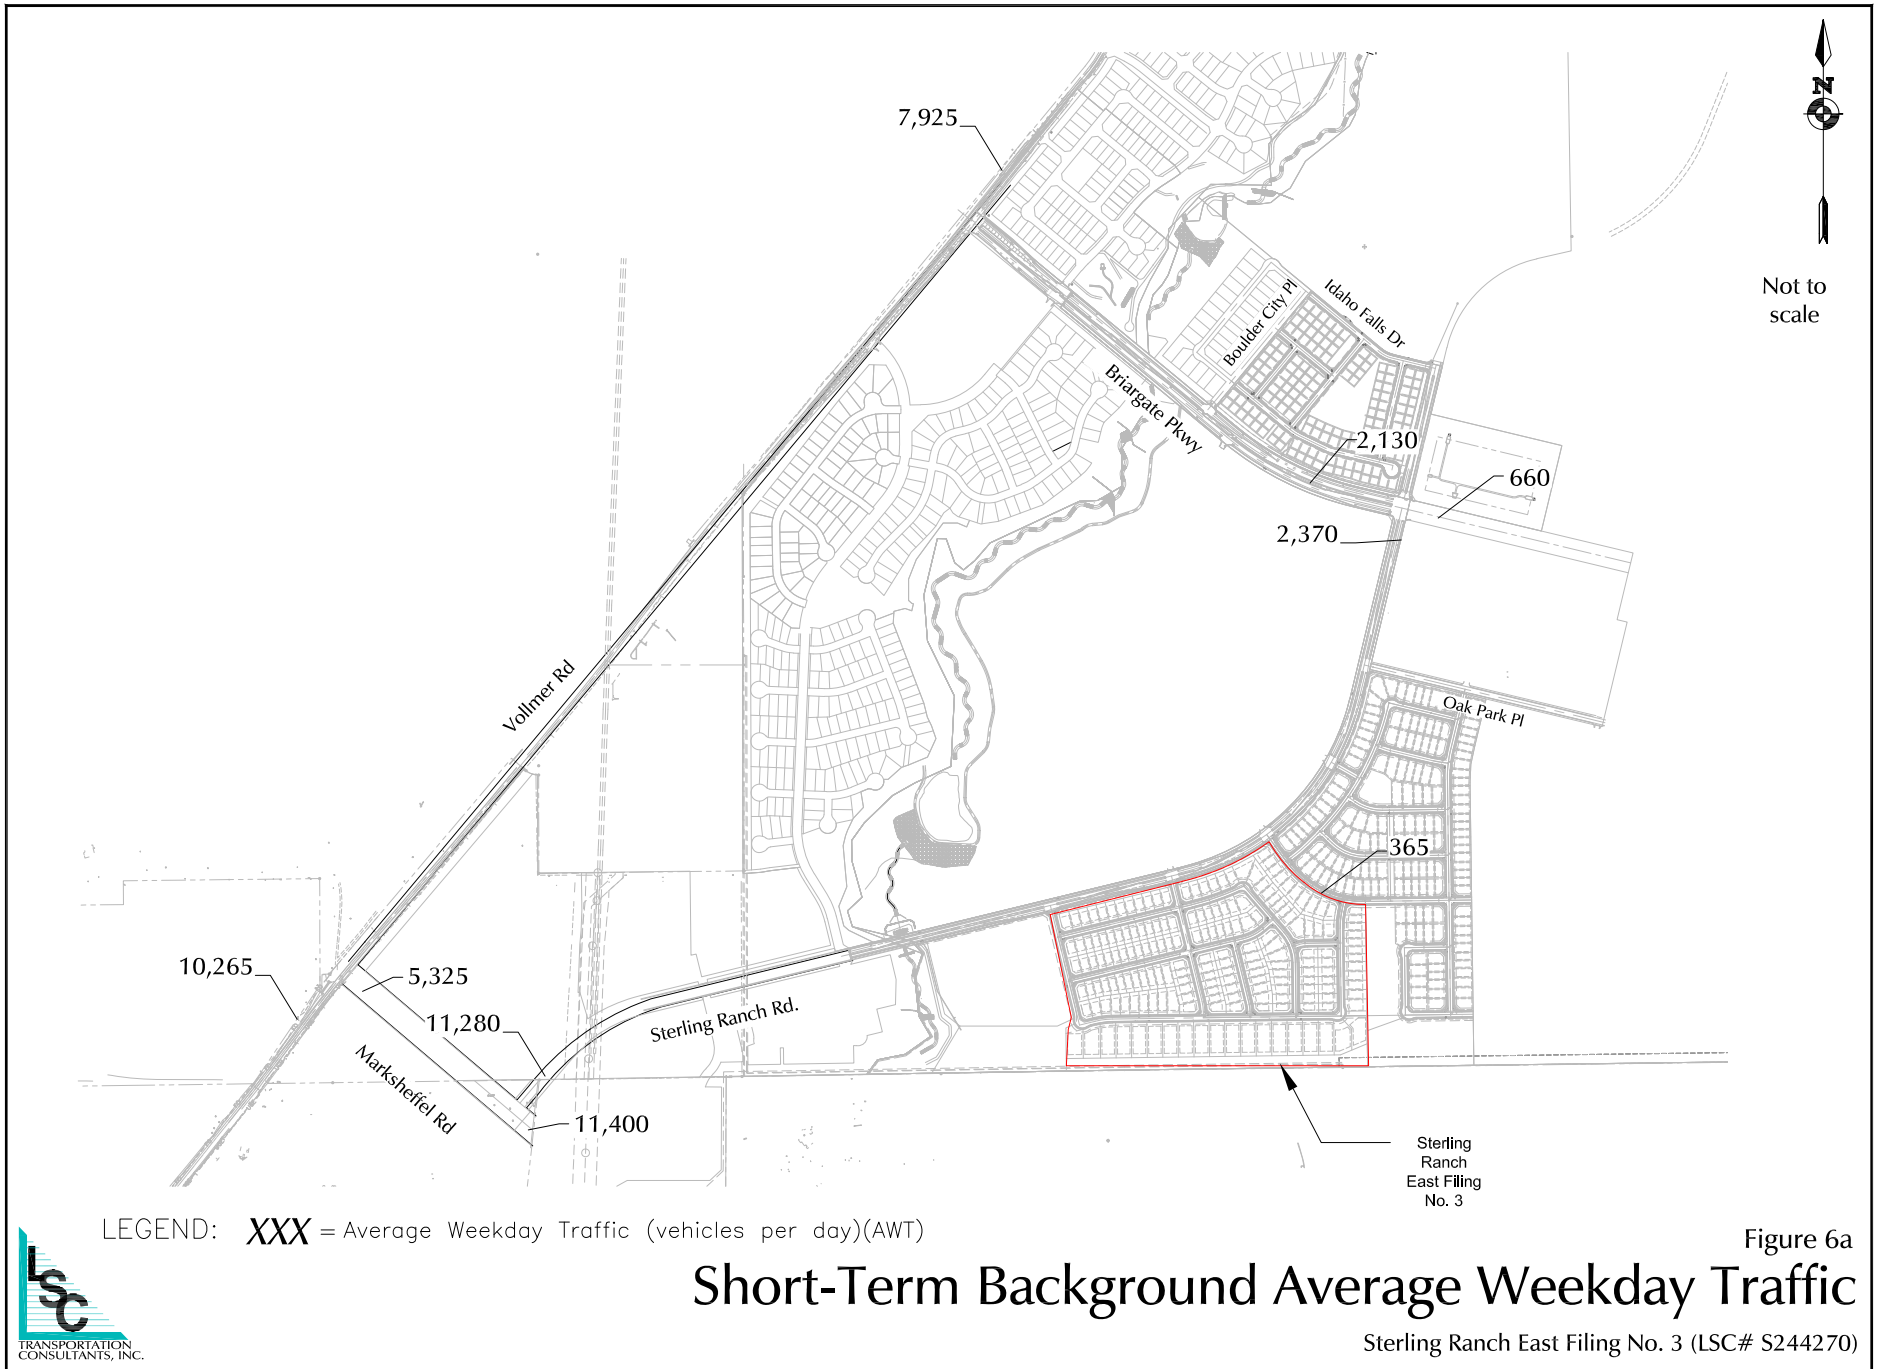 7,925
N
Not to
scale
Idaho Falls Dr
Boulder City Pl
Briargate Pkwy
2,130
660
2,370
Vollmer Rd
Oak Park Pl
365
10,265
5,325
11,280
Sterling Ranch Rd.
Marksheffel Rd
11,400
Sterling
Ranch
East Filing
No. 3
LEGEND: XXX = Average Weekday Traffic (vehicles per day)(AWT)
Figure 6a
Short-Term Background Average Weekday Traffic
Sterling Ranch East Filing No. 3 (LSC# S244270)
LSC
TRANSPORTATION
CONSULTANTS, INC.